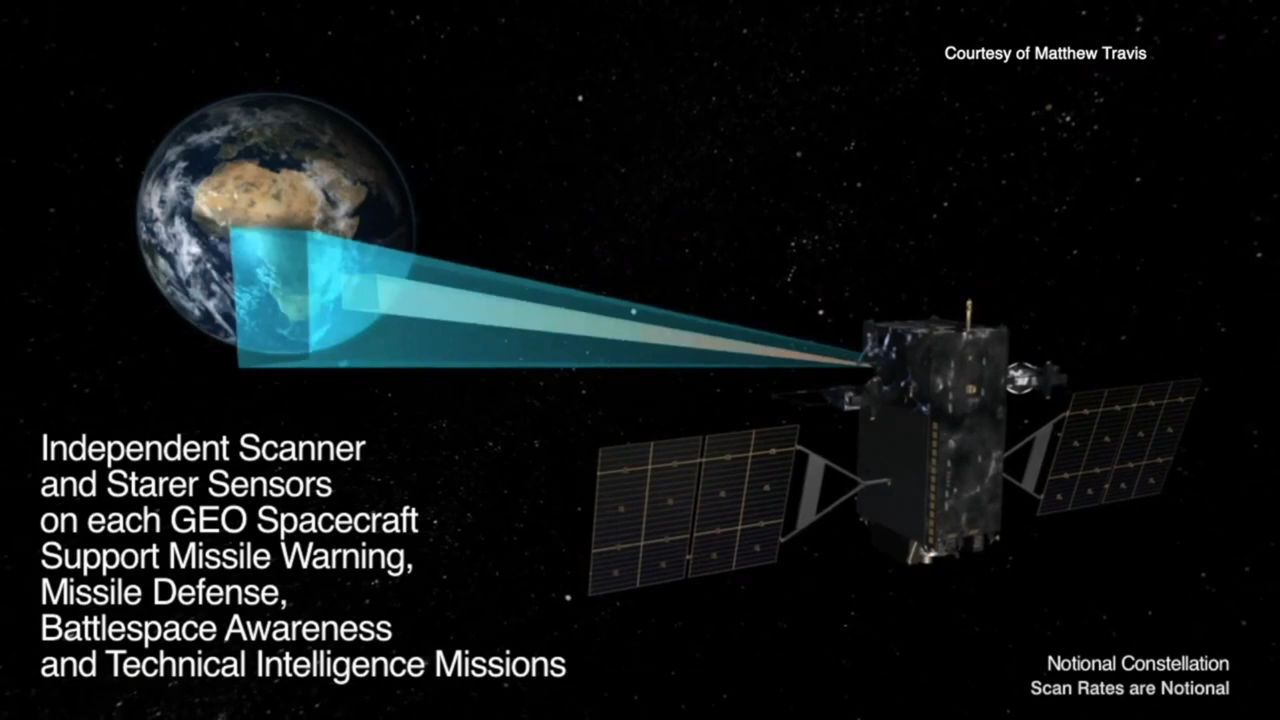 Courtesy of Matthew Travis
Independent Scanner
and Starer Sensors
on each GEO Spacecraft
Support Missile Warning,
Missile Defense,
Battlespace Awareness
and Technical Intelligence Missions
Notional Constellation
Scan Rates are Notional